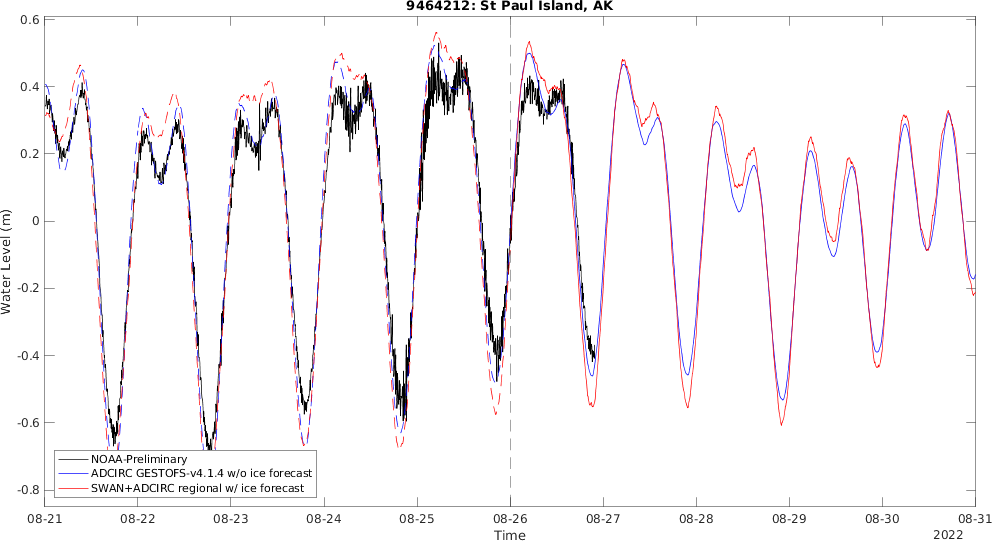 9464212: St Paul Island, AK
0.6
0.4
0.2
0
-0.2
-0.4
-0.6
-0.8
Water Level (m)
NOAA-Preliminary
ADCIRC GESTOFS-v4.1.4 w/o ice forecast
SWAN+ADCIRC regional w/ ice forecast
08-21 08-22 08-23 08-24 08-25 08-26 08-27 08-28 08-29 08-30 08-31
Time
2022